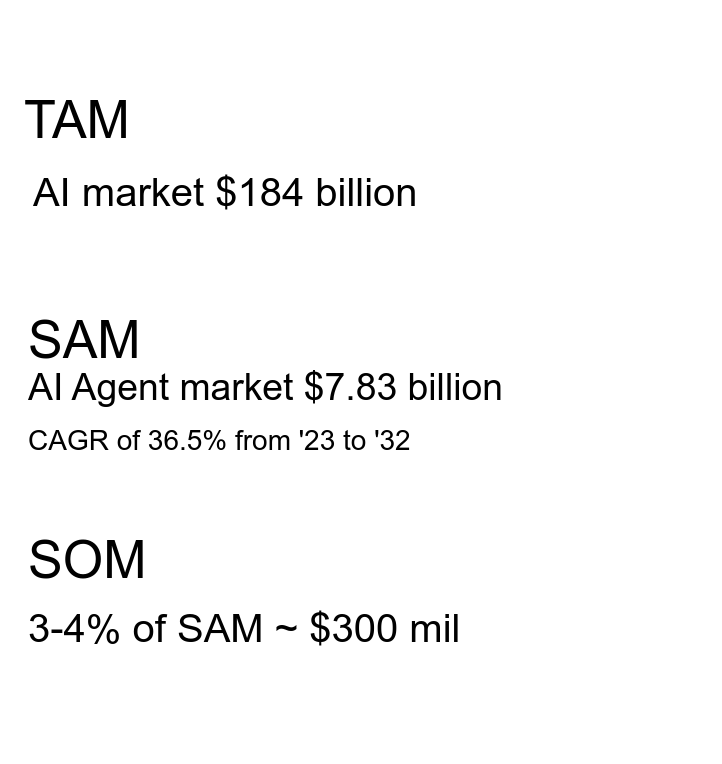 TAM
AI market $184 billion
SAM
AI Agent market $7.83 billion
CAGR of 36.5% from '23 to '32
SOM
3-4% of SAM ~ $300 mil